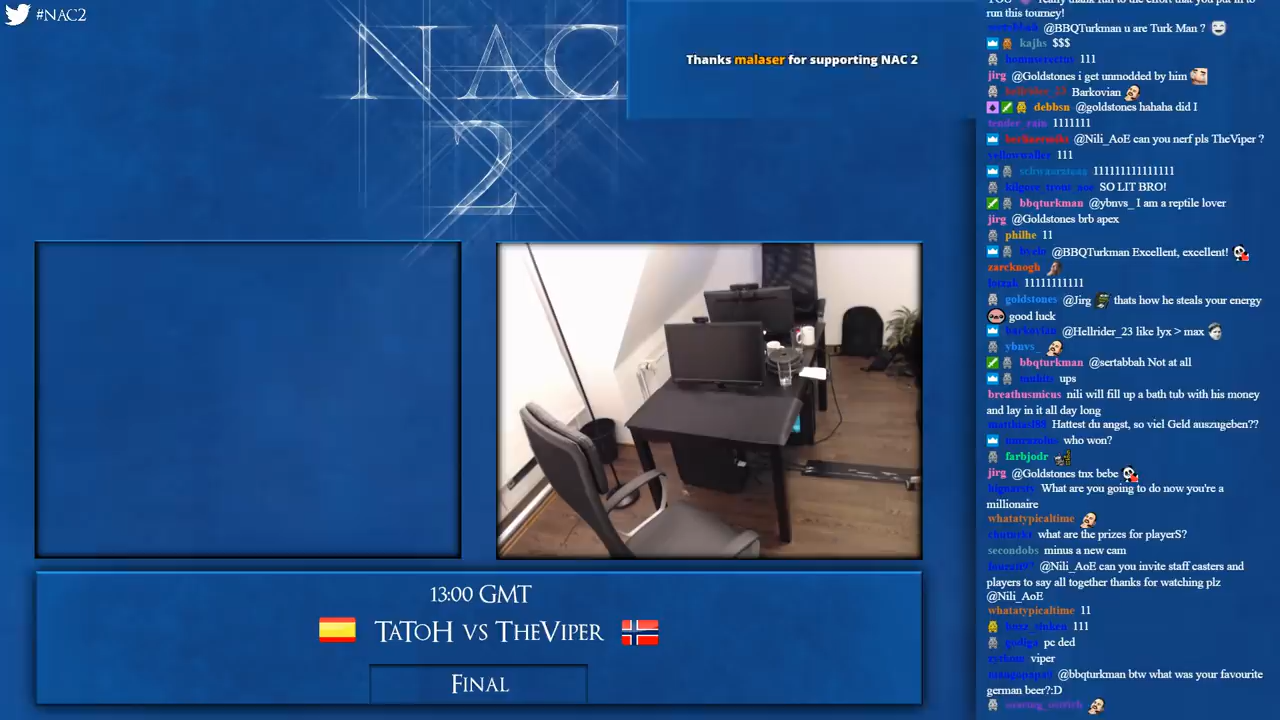 #NAC2
NAC
2
Thanks malaser for supporting NAC 2
13:00 GMT
TaToH vs TheViper
Final
run this tourney!
@BBQTurkman u are Turk Man ?
kajhs $$$
111
jirg @Goldstones i get unmodded by him
Barkovian
debbsn @goldstones hahaha did I
tender_rain 1111111
@Nili_AoE can you nerf pls TheViper ?
yellowwaller 111
1111111111111
SO LIT BRO!
bbqturkman @ybnvs_ I am a reptile lover
jirg @Goldstones brb apex
philhe 11
@BBQTurkman Excellent, excellent!
zarcknogh
11111111111
goldstones @Jirg thats how he steals your energy
good luck
barkovian @Hellrider_23 like lyx > max
ybnvs_
bbqturkman @sertabbah Not at all
ups
breathusmicus nili will fill up a bath tub with his money
and lay in it all day long
Hattest du angst, so viel Geld auszugeben??
who won?
farbjodr
jirg @Goldstones tnx bebe
What are you going to do now you're a
millionaire
whatatypicaltime
what are the prizes for playerS?
secondobs minus a new cam
@Nili_AoE can you invite staff casters and
players to say all together thanks for watching plz
@Nili_AoE
whatatypicaltime 11
111
godiga pc ded
viper
@bbqturkman btw what was your favourite
german beer?:D